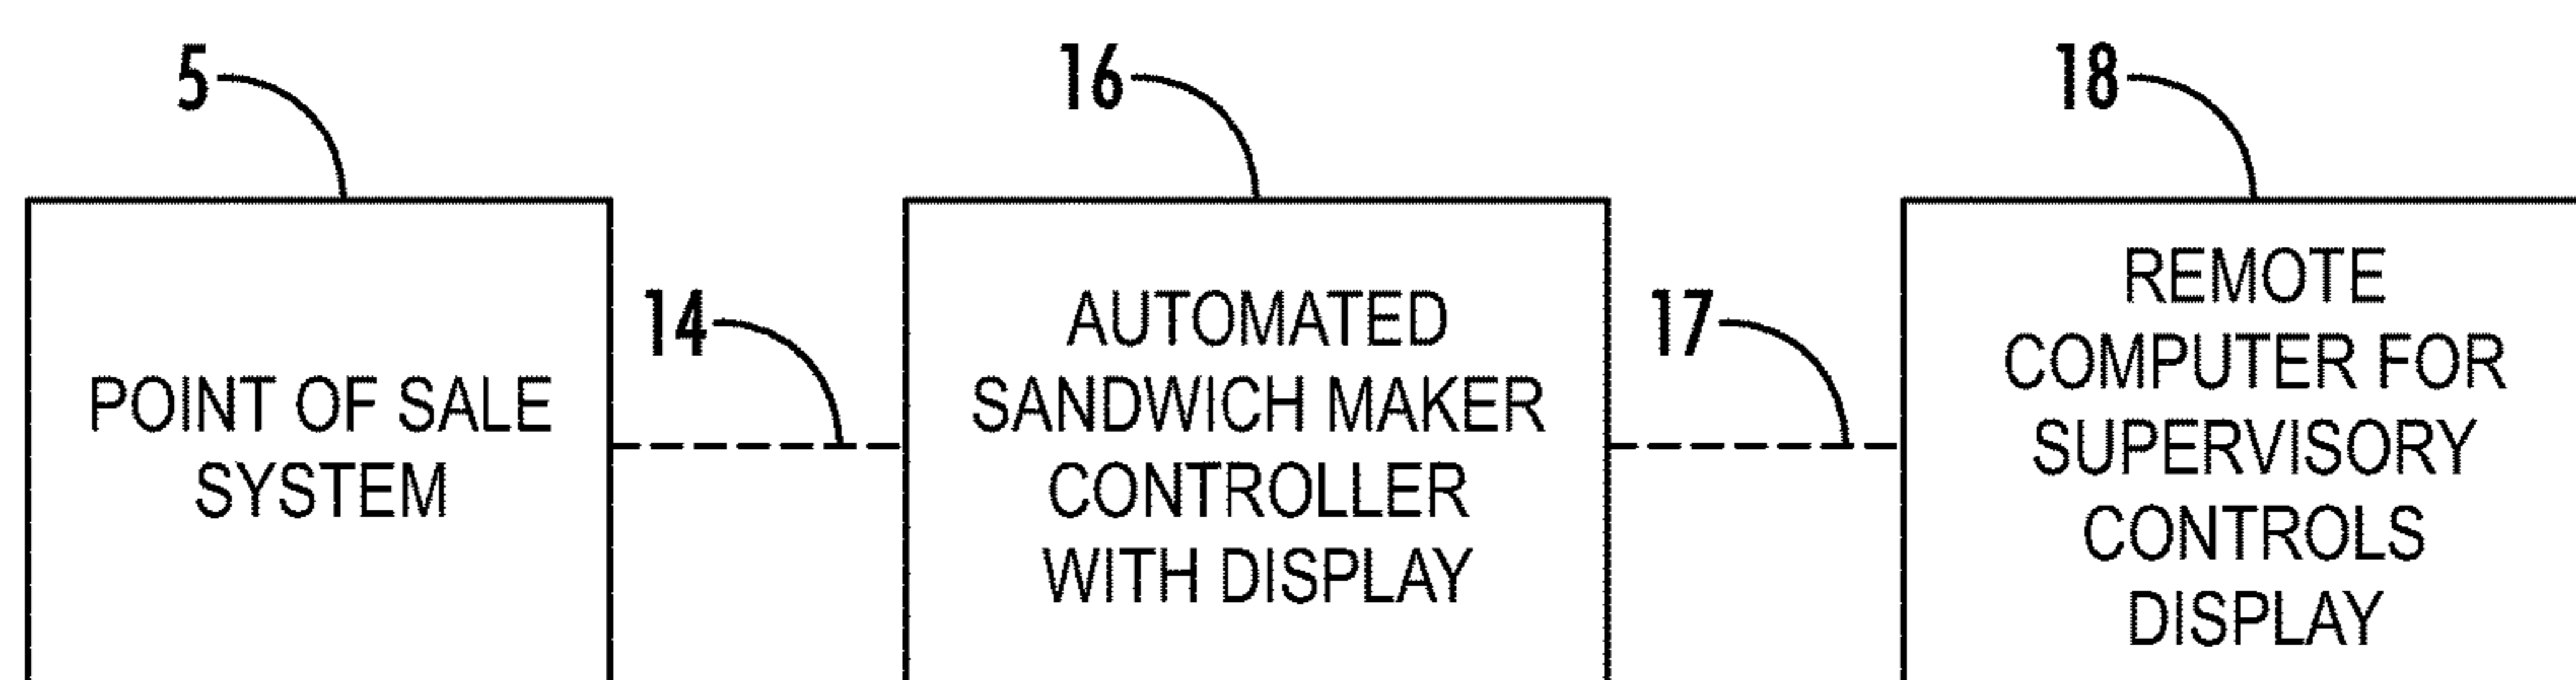 5
16
18
14
17
POINT OF SALE
SYSTEM
AUTOMATED
SANDWICH MAKER
CONTROLLER
WITH DISPLAY
REMOTE
COMPUTER FOR
SUPERVISORY
CONTROLS
DISPLAY